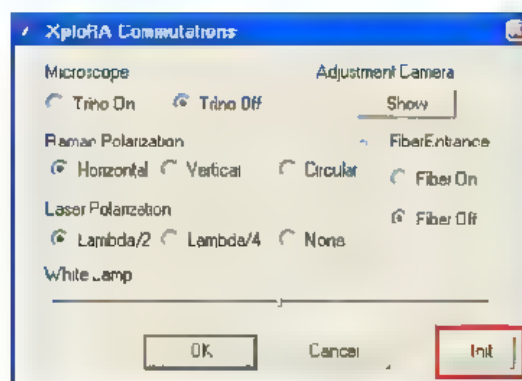 XploRA Commutations
Microscope Adjustment Camera
Trino On Trino Off Show
Raman Polarization FiberEntrance
Horizontal Vertical Circular Fiber On
Laser Polarization Fiber Off
Lambda/2 Lambda/4 None
White Lamp
OK Cancel Init